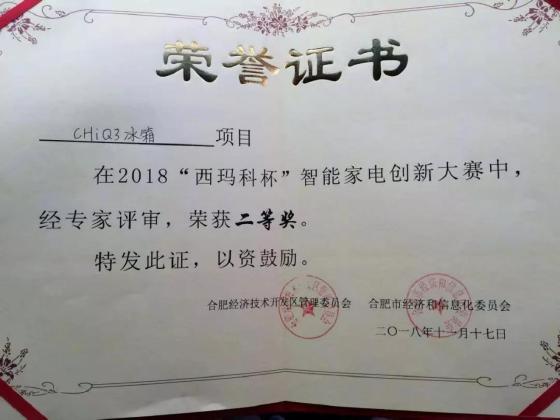 荣誉证书
CHiQ3冰箱 项目
在2018“西玛科杯”智能家电创新大赛中,
经专家评审，荣获二等奖。
特发此证，以资鼓励。
合肥经济技术开发区管理委员会 合肥市经济和信息化委员会
二〇一八年十一月十七日